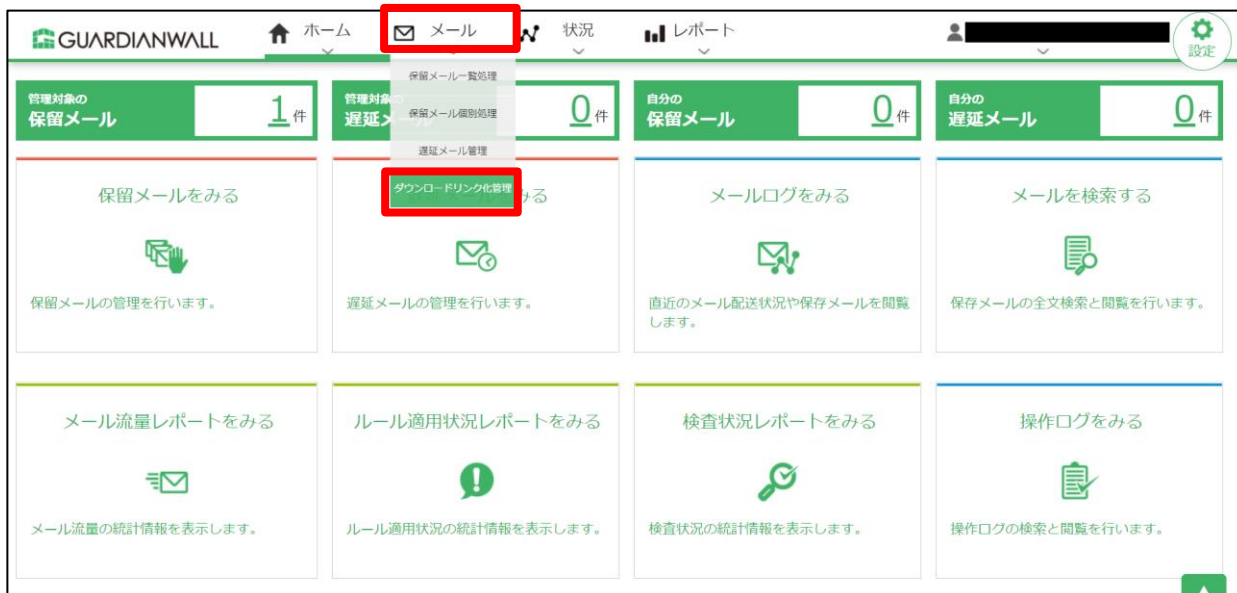 GUARDIANWALL
ホーム
メール
状況
レポート
設定
保留メール一覧処理
保留メール個別処理
遅延メール管理
ダウンロードリンク化管理
管理対象の
保留メール
1件
管理対象の
遅延メ
0件
自分の
保留メール
0件
自分の
遅延メール
0件
保留メールをみる
保留メールの管理を行います。
みる
遅延メールの管理を行います。
メールログをみる
直近のメール配送状況や保存メールを閲覧
します。
メールを検索する
保存メールの全文検索と閲覧を行います。
メール流量レポートをみる
メール流量の統計情報を表示します。
ルール適用状況レポートをみる
ルール適用状況の統計情報を表示します。
検査状況レポートをみる
検査状況の統計情報を表示します。
操作ログをみる
操作ログの検索と閲覧を行います。